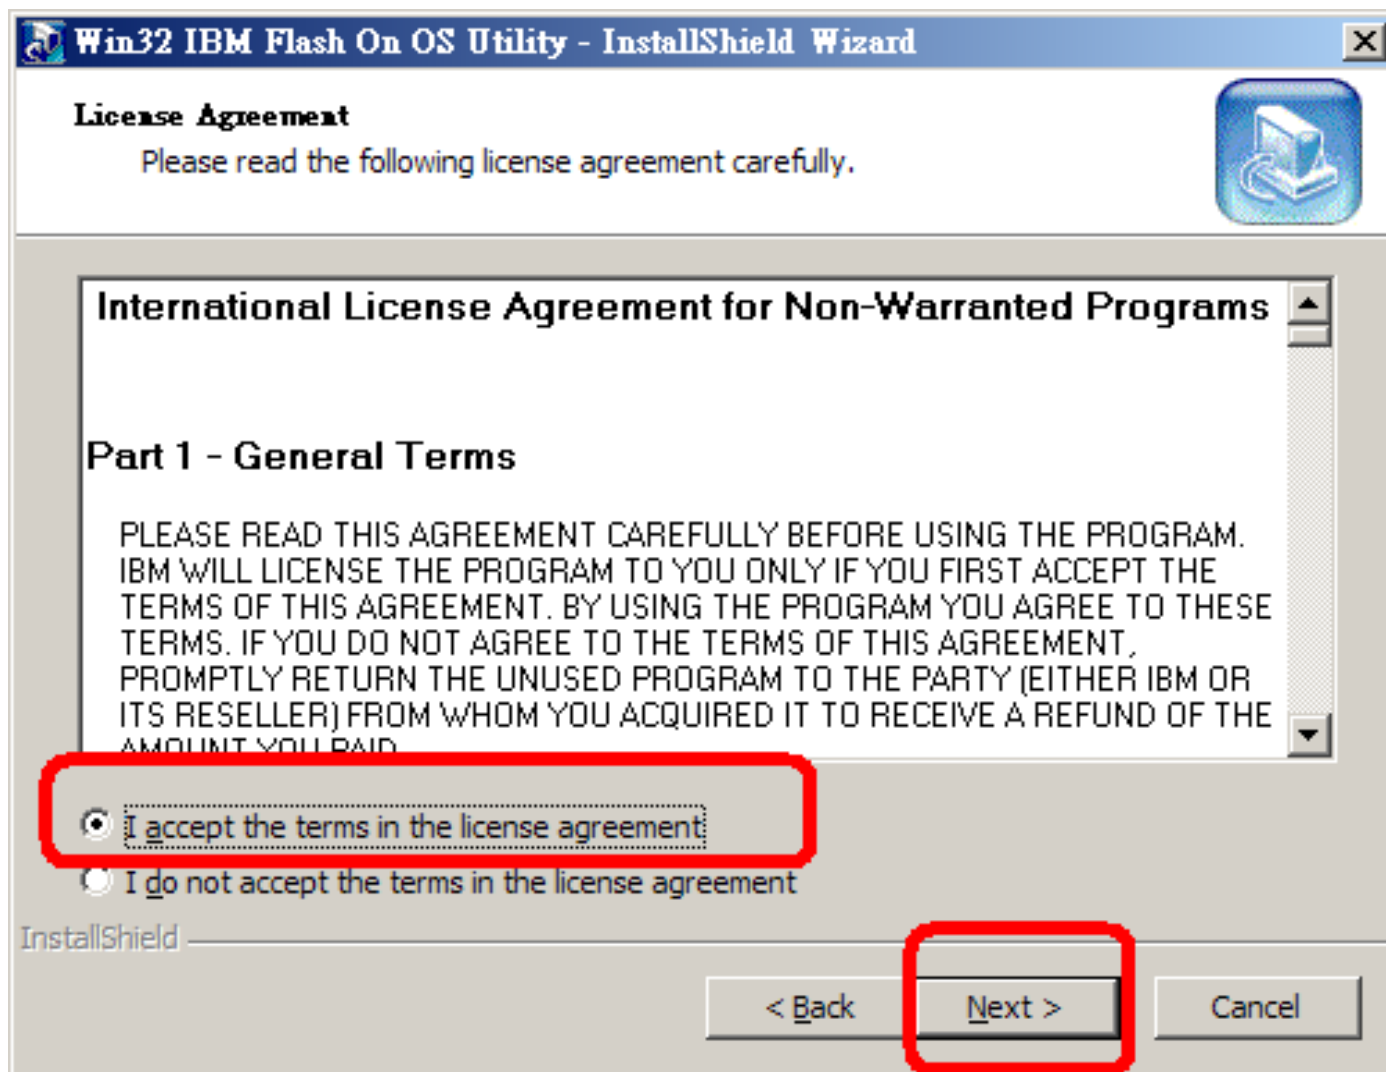 Win32 IBM Flash On OS Utility - InstallShield Wizard
License Agreement
Please read the following license agreement carefully.
International License Agreement for Non-Warranted Programs
Part 1 - General Terms
PLEASE READ THIS AGREEMENT CAREFULLY BEFORE USING THE PROGRAM.
IBM WILL LICENSE THE PROGRAM TO YOU ONLY IF YOU FIRST ACCEPT THE
TERMS OF THIS AGREEMENT. BY USING THE PROGRAM YOU AGREE TO THESE
TERMS. IF YOU DO NOT AGREE TO THE TERMS OF THIS AGREEMENT,
PROMPTLY RETURN THE UNUSED PROGRAM TO THE PARTY (EITHER IBM OR
ITS RESELLER) FROM WHOM YOU ACQUIRED IT TO RECEIVE A REFUND OF THE
AMOUNT YOU PAID
I accept the terms in the license agreement
I do not accept the terms in the license agreement
InstallShield
< Back
Next >
Cancel